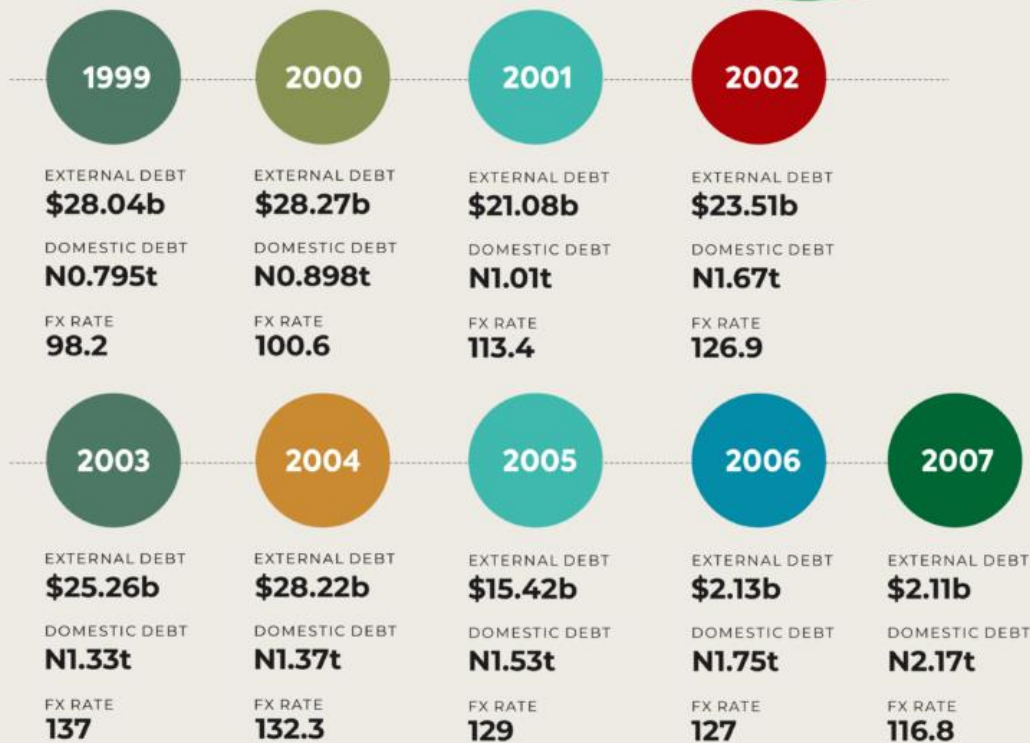 1999 2000 2001 2002
EXTERNAL DEBT EXTERNAL DEBT EXTERNAL DEBT EXTERNAL DEBT
$28.04b $28.27b $21.08b $23.51b
DOMESTIC DEBT DOMESTIC DEBT DOMESTIC DEBT DOMESTIC DEBT
N0.795t N0.898t N1.01t N1.67t
FX RATE FX RATE FX RATE FX RATE
98.2 100.6 113.4 126.9
2003 2004 2005 2006 2007
EXTERNAL DEBT EXTERNAL DEBT EXTERNAL DEBT EXTERNAL DEBT EXTERNAL DEBT
$25.26b $28.22b $15.42b $2.13b $2.11b
DOMESTIC DEBT DOMESTIC DEBT DOMESTIC DEBT DOMESTIC DEBT DOMESTIC DEBT
N1.33t N1.37t N1.53t N1.75t N2.17t
FX RATE FX RATE FX RATE FX RATE FX RATE
137 132.3 129 127 116.8